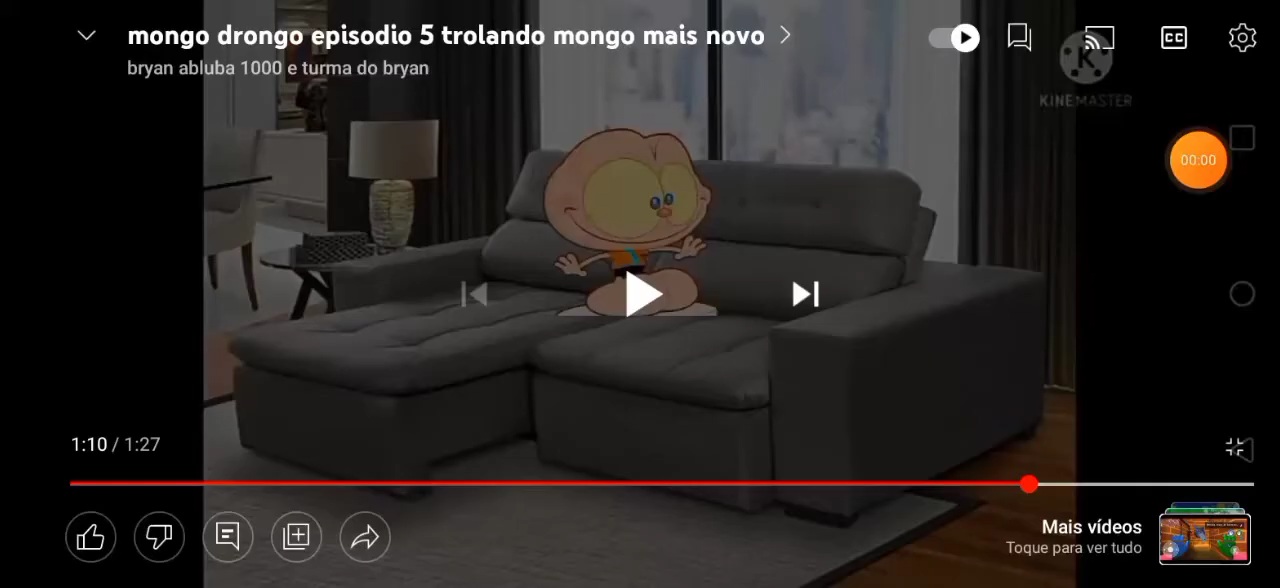 mongo drongo episodio 5 trolando mongo mais novo
bryan abluba 1000 e turma do bryan
CC
K
KINEMASTER
00:00
1:10 / 1:27
Mais vídeos
Toque para ver tudo